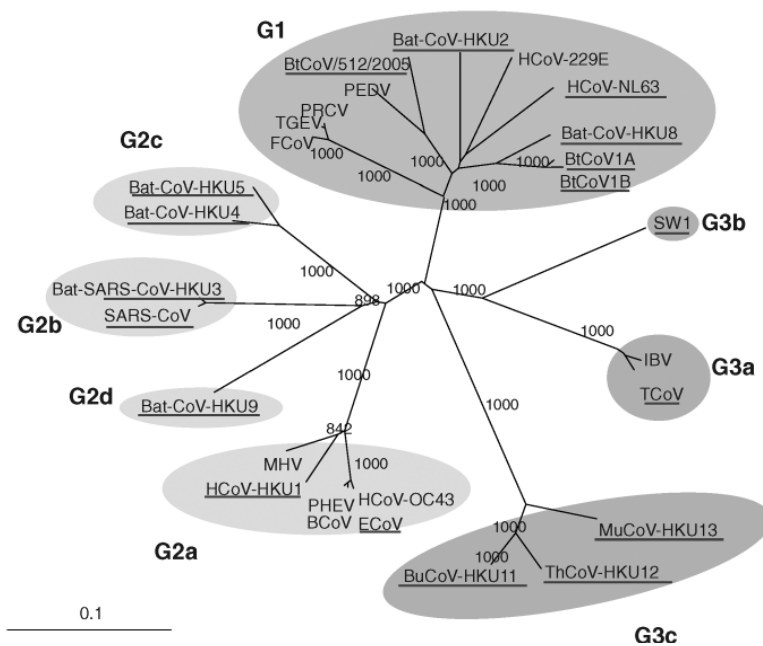 G1
Bat-CoV-HKU2
HCoV-229E
BtCoV/512/2005
PEDV
HCoV-NL63
PRCV
TGEV
FCoV
1000
Bat-CoV-HKU8
1000
1000
BtCoV1A
1000
1000
BtCoV1B
1000
G2c
Bat-CoV-HKU5
Bat-CoV-HKU4
SW1
G3b
1000
Bat-SARS-CoV-HKU3
898
1000
1000
SARS-CoV
G2b
1000
1000
IBV
G3a
TCoV
1000
G2d
Bat-CoV-HKU9
1000
842
MHV
1000
HCoV-HKU1
PHEV
HCoV-OC43
BCoV
ECoV
G2a
1000
MuCoV-HKU13
1000
BuCoV-HKU11
ThCoV-HKU12
0.1
G3c